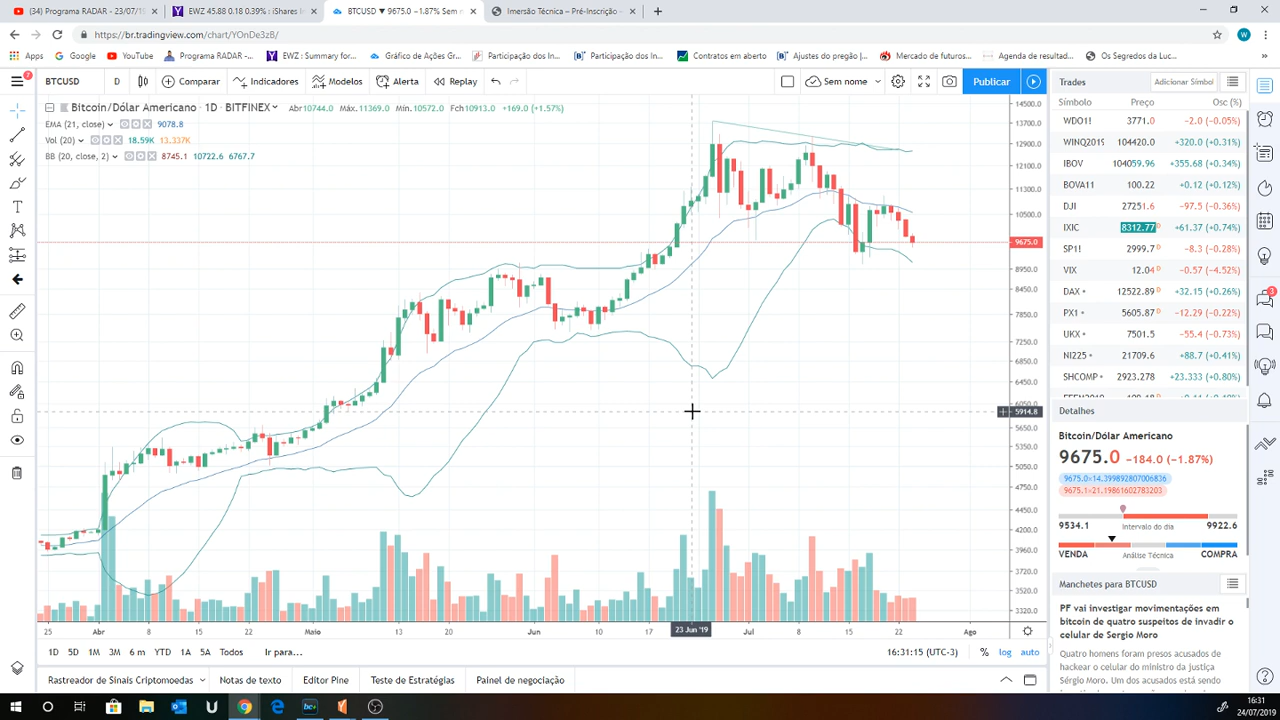 (34) Programa RADAR - 23/07/19
EWZ 45.88 0.18 0.39% : iShares I
BTCUSD ▼ 9675.0 −1.87% Sem n
Imersão Técnica – Pré-Inscrição –
https://br.tradingview.com/chart/YOnDe3zB/
Apps
Google
YouTube
Programa RADAR -...
EWZ : Summary for...
Gráfico de Ações Gr...
Participação dos In...
Participação dos In...
Contratos em aberto
Ajustes do pregão |...
Mercado de futuros...
Agenda de resultad...
Os Segredos da Luc...
»
BTCUSD
D
Comparar
Indicadores
Modelos
Alerta
Replay
Sem nome
Publicar
Bitcoin/Dólar Americano · 1D · BITFINEX
Abr10744.0 Máx.11369.0 Mín.10572.0 Fch10913.0 +169.0 (+1.57%)
EMA (21, close) 9078.8
Vol (20) 18.59K 13.337K
BB (20, close, 2) 8745.1 10722.6 6767.7
14500.0
13700.0
12900.0
12100.0
11300.0
10500.0
9675.0
8950.0
8450.0
7850.0
7250.0
6850.0
6450.0
6050.0
5914.8
5650.0
5350.0
5050.0
4750.0
4450.0
4200.0
3960.0
3720.0
3510.0
3320.0
25 Abr 8 15 22 Maio 13 20 Jun 10 17 23 Jun '19 Jul 8 15 22 Ago
1D 5D 1M 3M 6 m YTD 1A 5A Todos Ir para...
16:31:15 (UTC-3) % log auto
Rastreador de Sinais Criptomoedas
Notas de texto
Editor Pine
Teste de Estratégias
Painel de negociação
Trades
Adicionar Símbol
Símbolo Preço Osc (%)
WDO1! 3771.0 −2.0 (−0.05%)
WINQ2019 104420.0 +320.0 (+0.31%)
IBOV 104059.96 +355.68 (+0.34%)
BOVA11 100.22 +0.12 (+0.12%)
DJI 27251.6 −97.5 (−0.36%)
IXIC 8312.77 D +61.37 (+0.74%)
SP1! 2999.7 D −8.3 (−0.28%)
VIX 12.04 D −0.57 (−4.52%)
DAX 12522.89 D +32.15 (+0.26%)
PX1 5605.87 D −12.29 (−0.22%)
UKX 7501.5 −55.4 (−0.73%)
NI225 21709.6 +88.7 (+0.41%)
SHCOMP 2923.278 +23.333 (+0.80%)
Detalhes
Bitcoin/Dólar Americano
9675.0 −184.0 (−1.87%)
9675.0×14.399892807006836
9675.1×21.19861602783203
9534.1 Intervalo do dia 9922.6
VENDA Análise Técnica COMPRA
Manchetes para BTCUSD
PF vai investigar movimentações em
bitcoin de quatro suspeitos de invadir o
celular de Sergio Moro
Quatro homens foram presos acusados de
hackear o celular do ministro da justiça
Sérgio Moro. Um dos acusados está sendo
16:31
24/07/2019